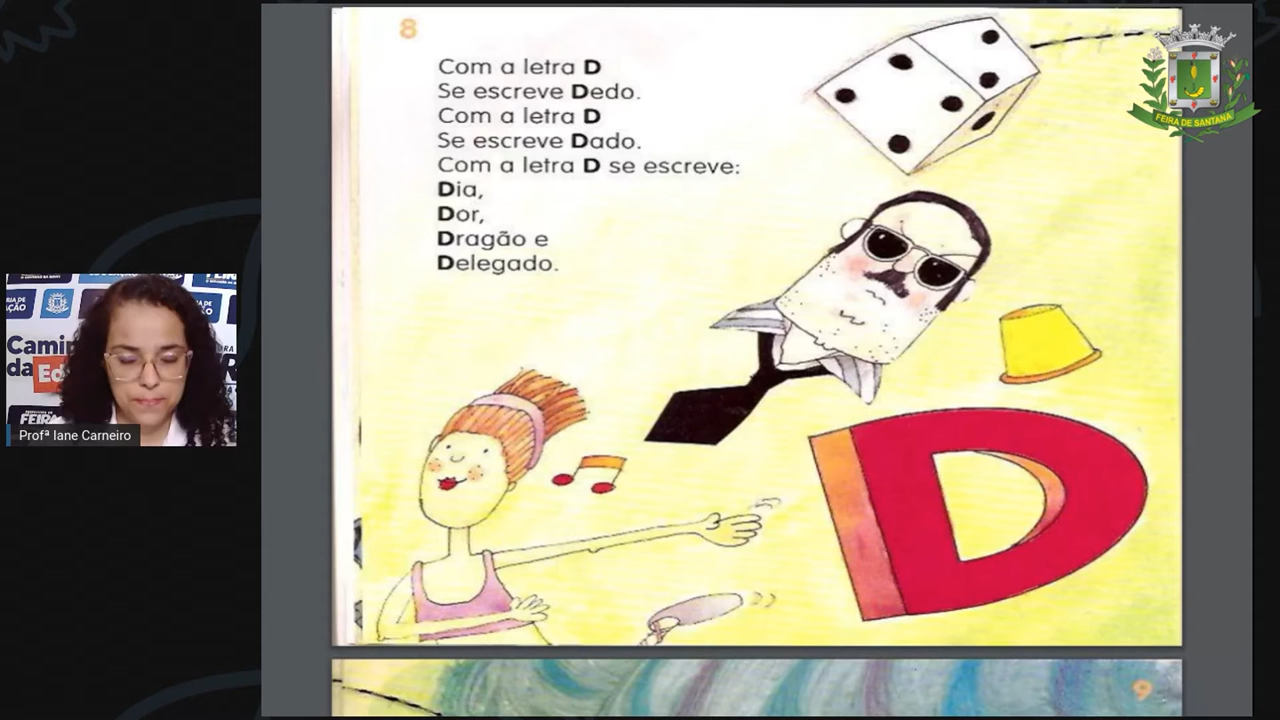 8
Com a letra D
Se escreve Dedo.
Com a letra D
Se escreve Dado.
Com a letra D se escreve:
Dia,
Dor,
Dragão e
Delegado.
FEIRA DE SANTANA
D
Profª Iane Carneiro
9